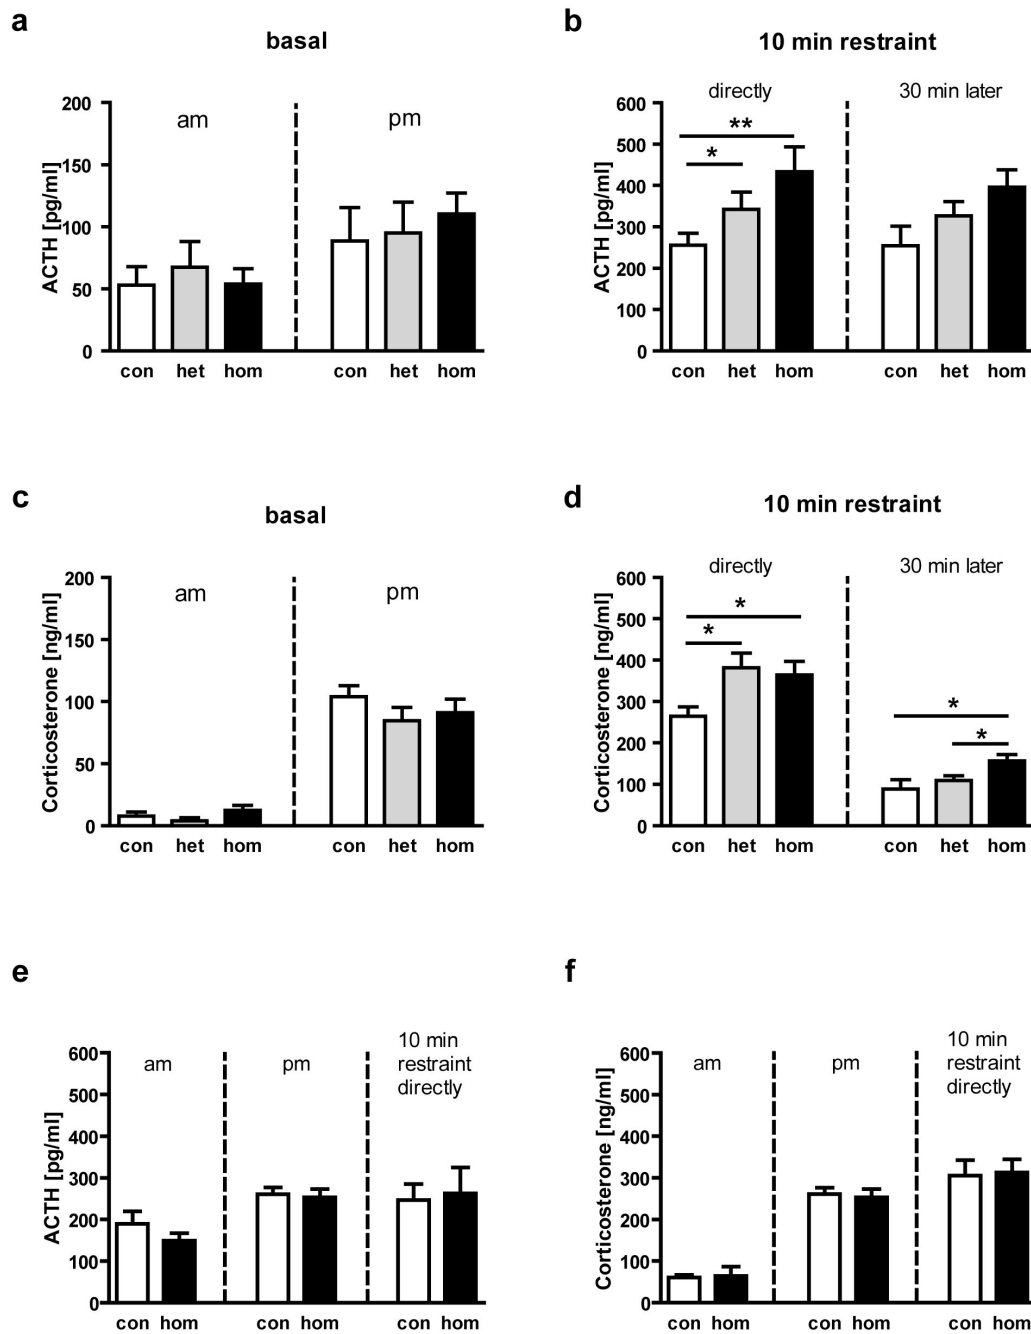 a
basal
ACTH [pg/ml]
200
150
100
50
0
am
pm
con het hom
con het hom
b
10 min restraint
ACTH [pg/ml]
600
500
400
300
200
100
0
directly
30 min later
**
*
con het hom
con het hom
c
basal
Corticosterone [ng/ml]
200
150
100
50
0
am
pm
con het hom
con het hom
d
10 min restraint
Corticosterone [ng/ml]
600
500
400
300
200
100
0
directly
30 min later
*
*
*
*
con het hom
con het hom
e
ACTH [pg/ml]
600
500
400
300
200
100
0
am
pm
10 min
restraint
directly
con hom
con hom
con hom
f
Corticosterone [ng/ml]
600
500
400
300
200
100
0
am
pm
10 min
restraint
directly
con hom
con hom
con hom